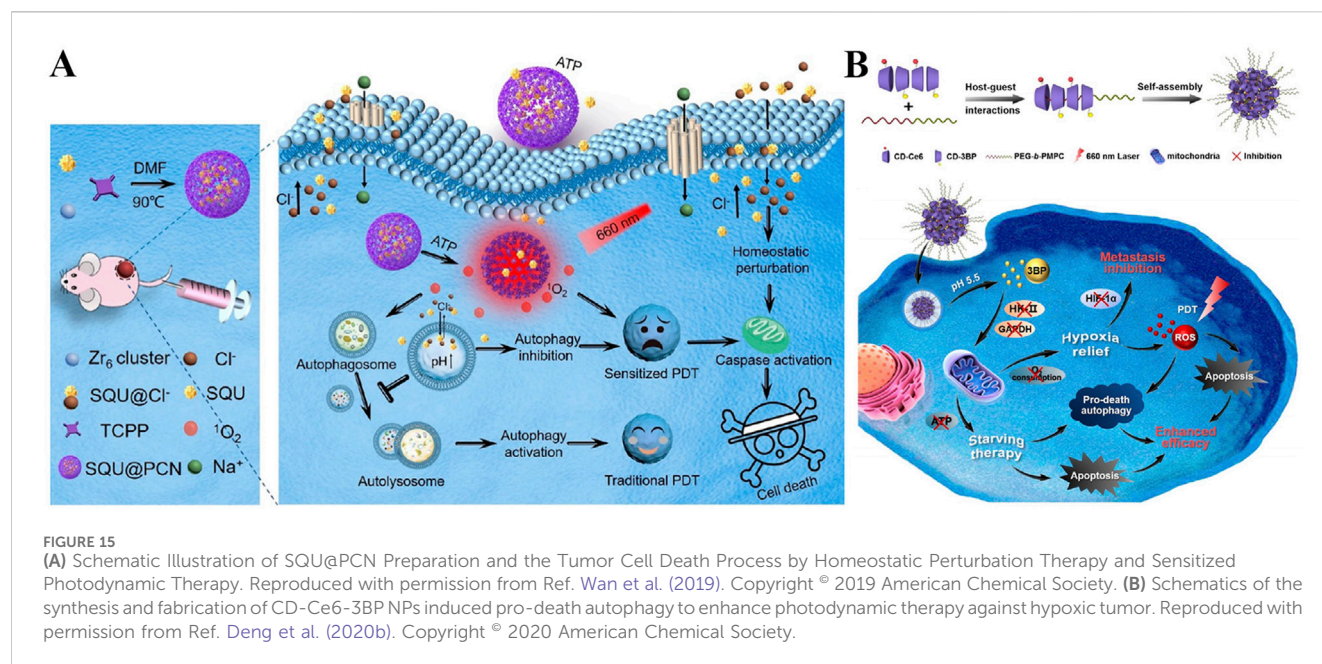 A
DMF
90℃
Zr6 cluster
Cl-
SQU@Cl-
SQU
TCPP
¹O2
SQU@PCN
Na+
ATP
Cl-
Cl-
ATP
660 nm
¹O2
Homeostatic
perturbation
Cl-
pH↑
Autophagosome
Autophagy
inhibition
Sensitized PDT
Caspase activation
Autolysosome
Autophagy
activation
Traditional PDT
Cell death
B
Host-guest
interactions
Self-assembly
+
CD-Ce6
CD-3BP
PEG-b-PMPC
660 nm Laser
mitochondria
Inhibition
pH 5.5
3BP
HK-II
GAPDH
Metastasis
inhibition
HIF-1α
PDT
Hypoxia
relief
ROS
O2
consumption
Apoptosis
Pro-death
autophagy
ATP
Starving
therapy
Enhanced
efficacy
Apoptosis
FIGURE 15
(A) Schematic Illustration of SQU@PCN Preparation and the Tumor Cell Death Process by Homeostatic Perturbation Therapy and Sensitized
Photodynamic Therapy. Reproduced with permission from Ref. Wan et al. (2019). Copyright © 2019 American Chemical Society. (B) Schematics of the
synthesis and fabrication of CD-Ce6-3BP NPs induced pro-death autophagy to enhance photodynamic therapy against hypoxic tumor. Reproduced with
permission from Ref. Deng et al. (2020b). Copyright © 2020 American Chemical Society.